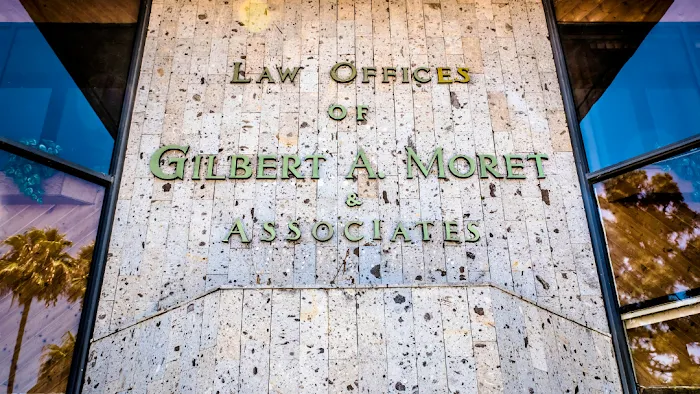 Law Offices
of
Gilbert A. Moret
&
Associates